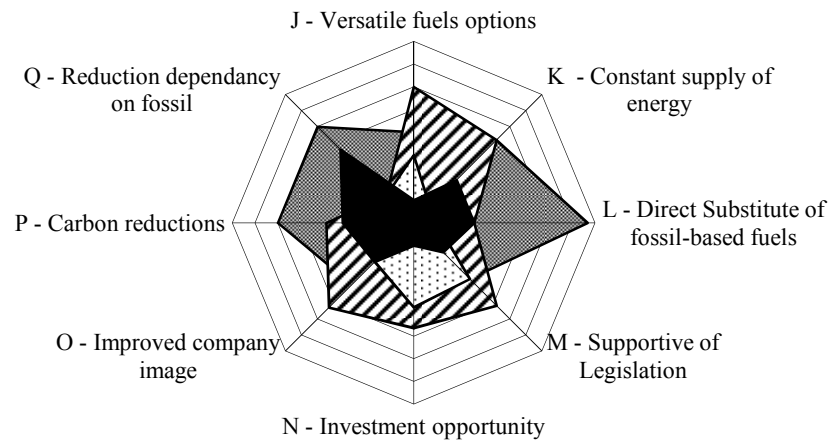 J - Versatile fuels options
Q - Reduction dependancy
on fossil
K - Constant supply of
energy
P - Carbon reductions
L - Direct Substitute of
fossil-based fuels
O - Improved company
image
M - Supportive of
Legislation
N - Investment opportunity